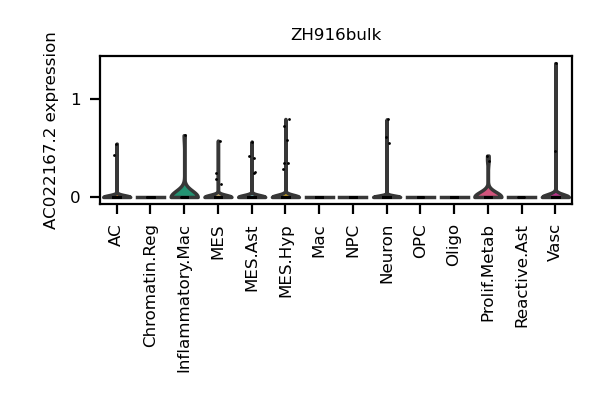 ZH916bulk
AC022167.2 expression
1
0
AC
Chromatin.Reg
Inflammatory.Mac
MES
MES.Ast
MES.Hyp
Mac
NPC
Neuron
OPC
Oligo
Prolif.Metab
Reactive.Ast
Vasc